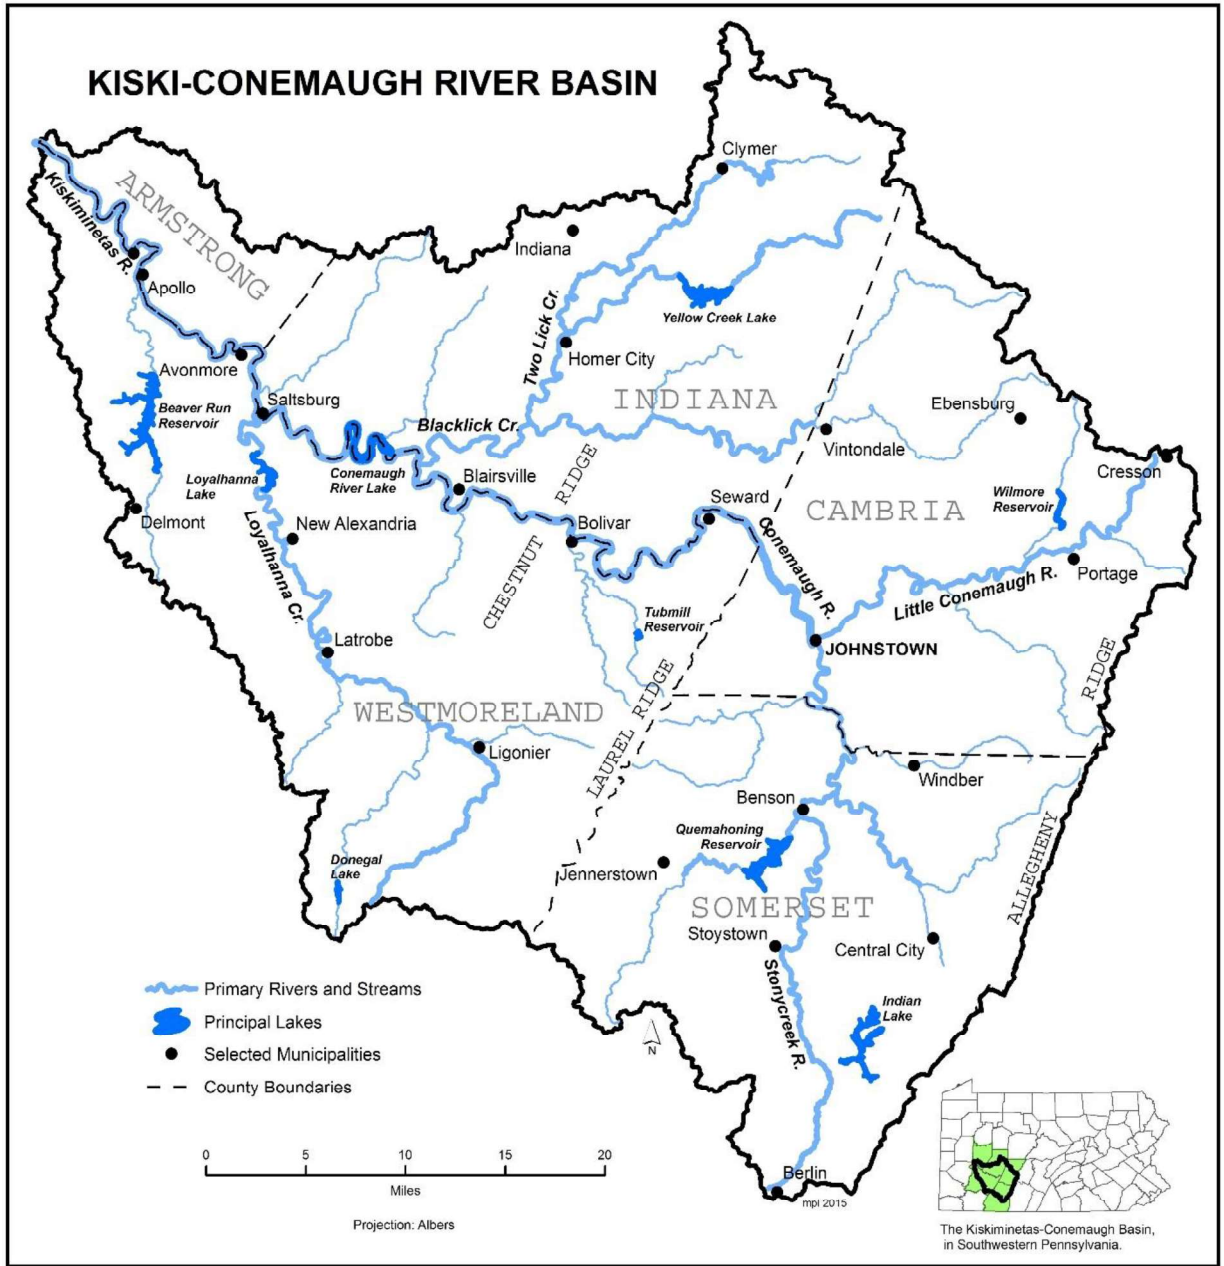 KISKI-CONEMAUGH RIVER BASIN
Clymer
Kiskiminetas R.
ARMSTRONG
Indiana
Apollo
Two Lick Cr.
Yellow Creek Lake
Homer City
Avonmore
Saltsburg
INDIANA
Beaver Run
Reservoir
Blacklick Cr.
Ebensburg
Vintondale
Cresson
Conemaugh
River Lake
Blairsville
RIDGE
Loyalhanna
Lake
Seward
CAMBRIA
Wilmore
Reservoir
Delmont
New Alexandria
Bolivar
Loyalhanna Cr.
CHESTNUT
Conemaugh R.
Portage
Little Conemaugh R.
Tubmill
Reservoir
Latrobe
JOHNSTOWN
RIDGE
WESTMORELAND
LAUREL RIDGE
Ligonier
Windber
Benson
Quemahoning
Reservoir
Donegal
Lake
Jennerstown
ALLEGHENY
SOMERSET
Stoystown
Central City
Stonycreek R.
Indian
Lake
Primary Rivers and Streams
Principal Lakes
Selected Municipalities
County Boundaries
N
0 5 10 15 20
Miles
Projection: Albers
Berlin
mpl 2015
The Kiskiminetas-Conemaugh Basin,
in Southwestern Pennsylvania.